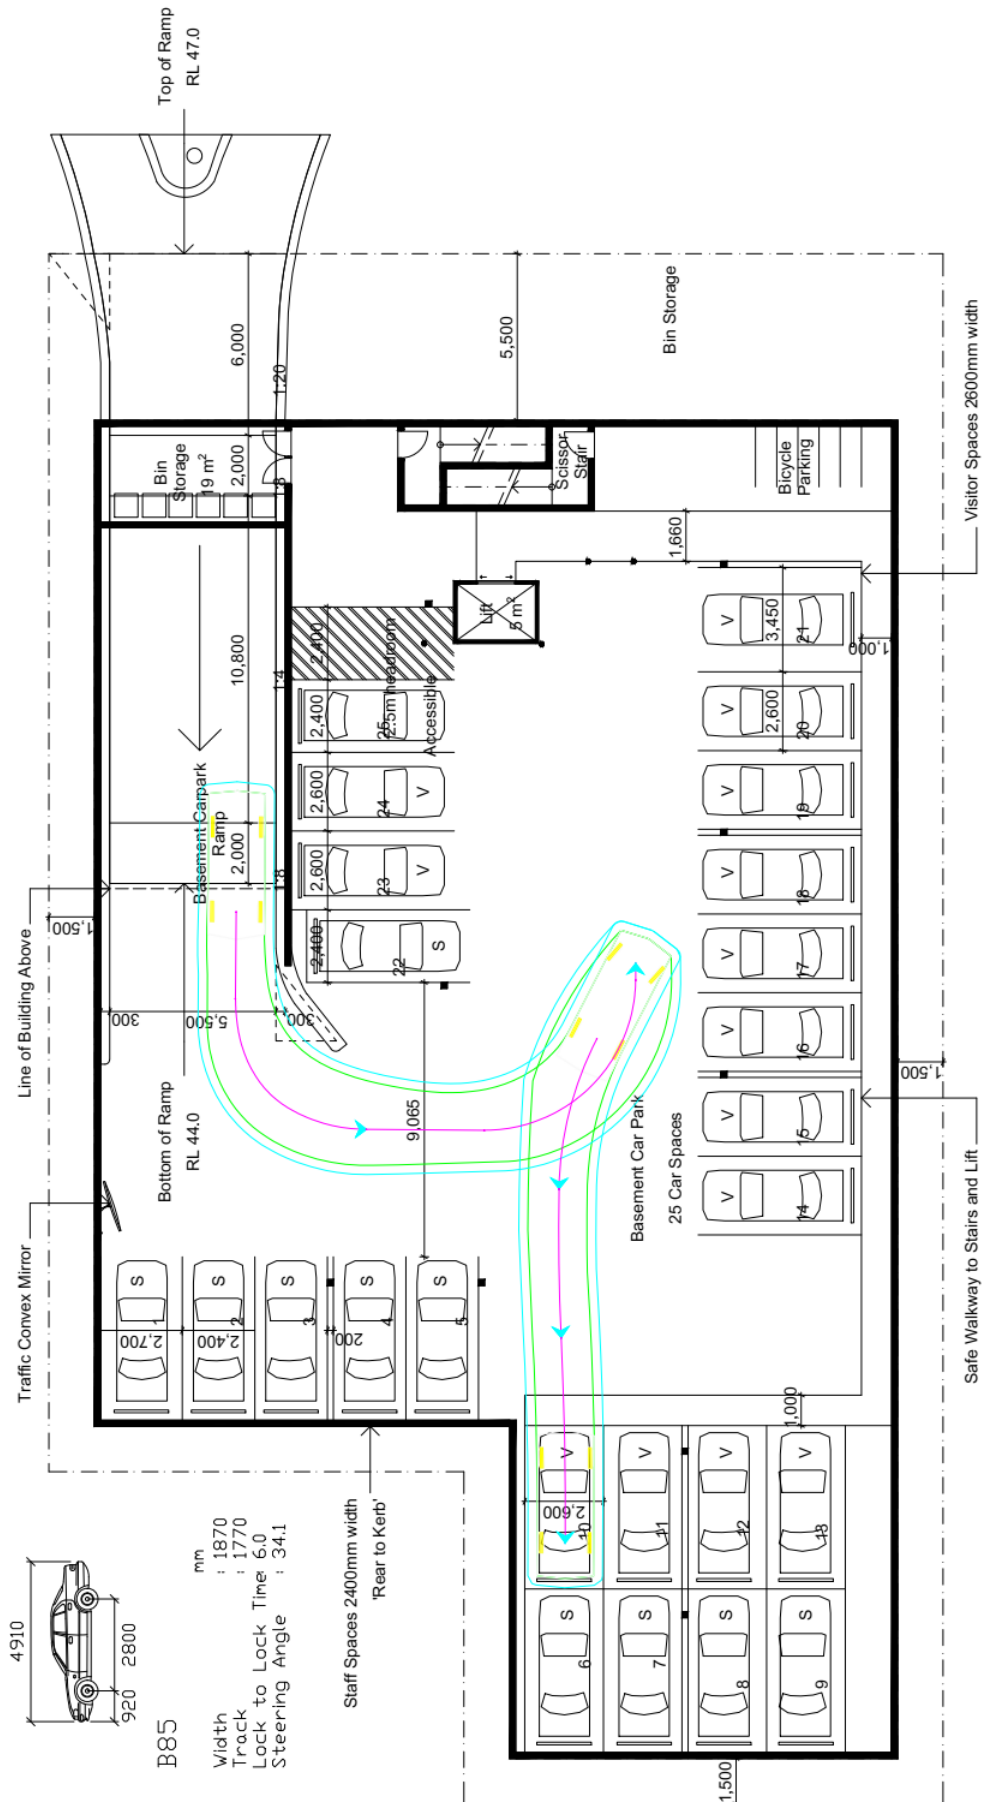 Top of Ramp
RL 47.0
6,000
1:20
5,500
Bin Storage
Visitor Spaces 2600mm width
Bin
Storage
19 m²
2,000
1:8
Scissor
Stair
Bicycle
Parking
1,660
Lift
5 m²
10,800
1:4
2,400
2.5m headroom
Accessible
2,400
25
2,600
24
V
2,600
23
V
2,400
22
S
V
3,450
21
1,000
V
2,600
20
V
19
V
18
V
17
V
16
V
15
V
14
Basement Carpark
Ramp
2,000
1:8
Line of Building Above
1,500
300
5,500
300
Bottom of Ramp
RL 44.0
9,065
Basement Car Park
25 Car Spaces
1,500
Traffic Convex Mirror
Safe Walkway to Stairs and Lift
S
1
2,700
S
2
2,400
S
3
200
S
4
S
5
1,000
V
2,600
10
V
11
V
12
V
13
S
6
S
7
S
8
S
9
1,500
Staff Spaces 2400mm width
'Rear to Kerb'
4910
920
2800
B85
mm
Width : 1870
Track : 1770
Lock to Lock Time : 6.0
Steering Angle : 34.1